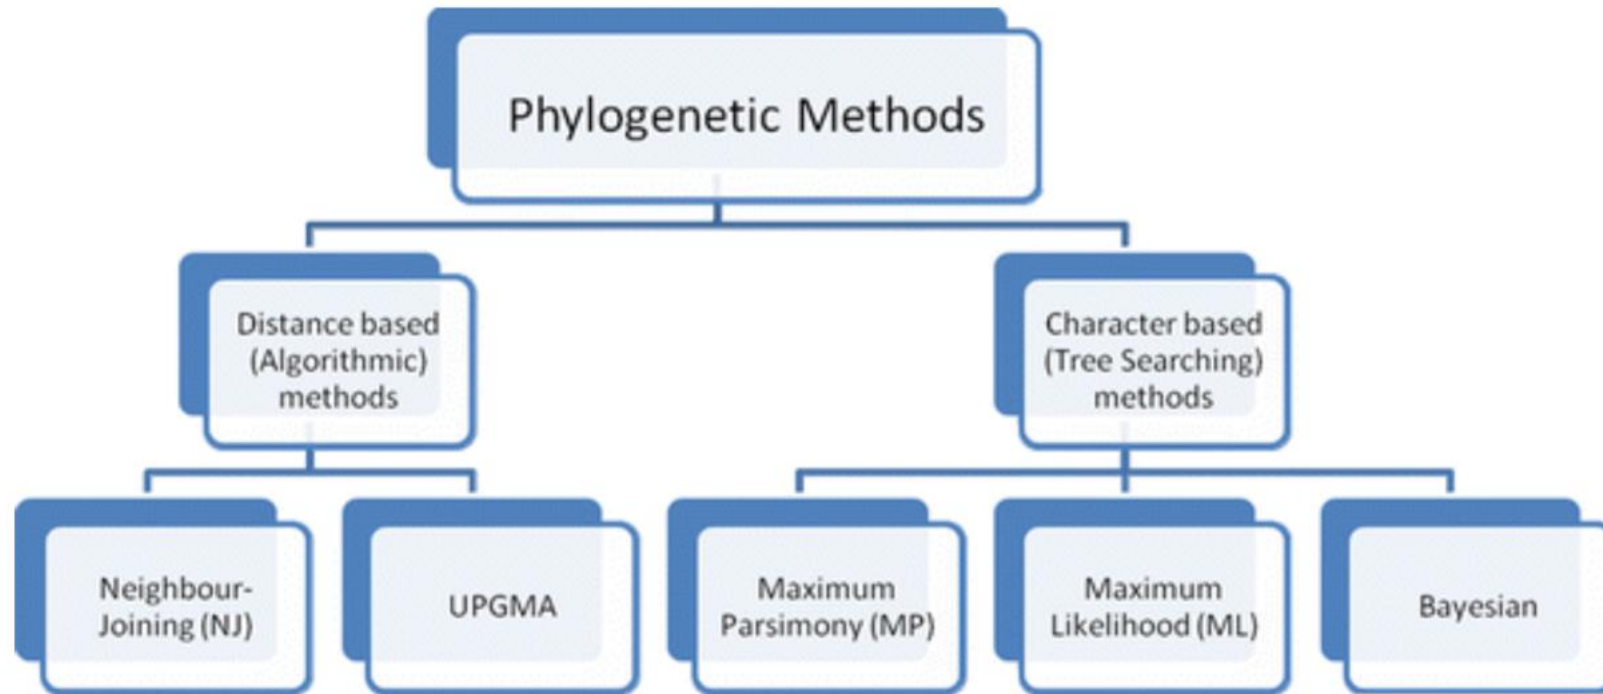 Phylogenetic Methods
Distance based
(Algorithmic)
methods
Character based
(Tree Searching)
methods
Neighbour-
Joining (NJ)
UPGMA
Maximum
Parsimony (MP)
Maximum
Likelihood (ML)
Bayesian